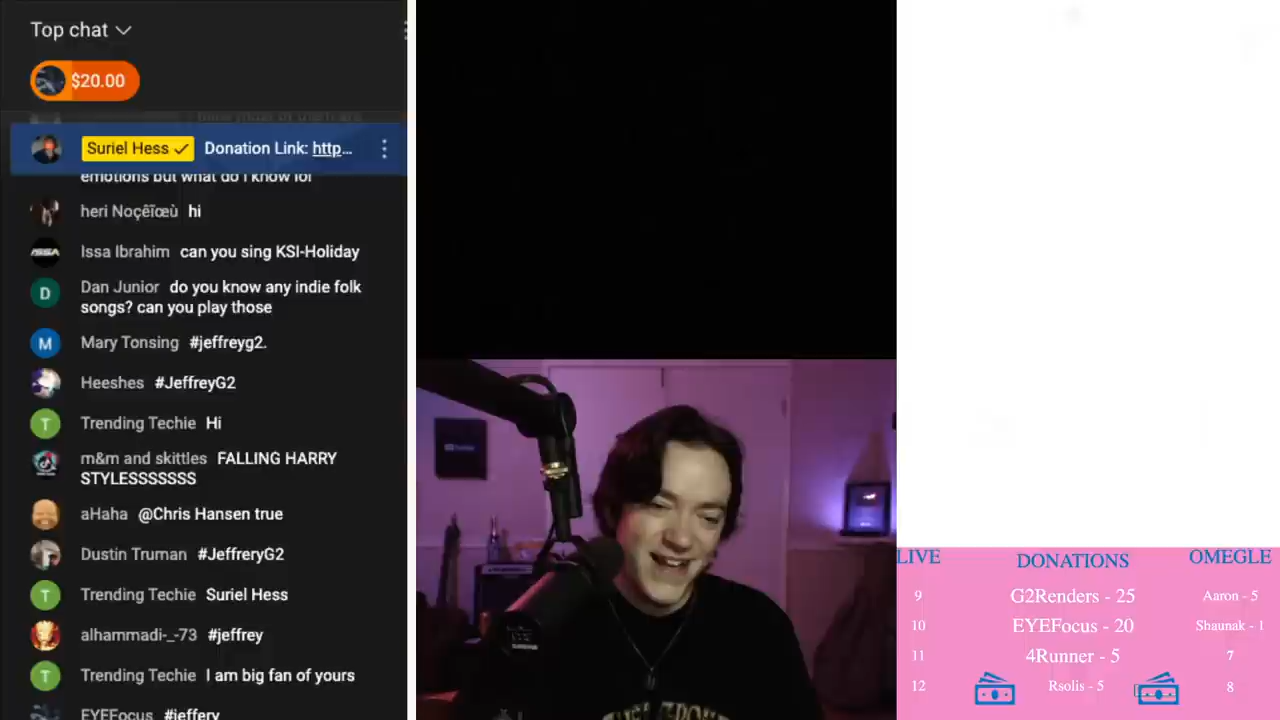 Top chat
$20.00
Suriel Hess Donation Link: http...
emotions but what do I know lol
heri Noçêïœù hi
Issa Ibrahim can you sing KSI-Holiday
Dan Junior do you know any indie folk
songs? can you play those
Mary Tonsing #jeffreyg2.
Heeshes #JeffreyG2
Trending Techie Hi
m&m and skittles FALLING HARRY
STYLESSSSSSS
aHaha @Chris Hansen true
Dustin Truman #JeffreryG2
Trending Techie Suriel Hess
alhammadi-_-73 #jeffrey
Trending Techie I am big fan of yours
EYEFocus #jeffery
LIVE DONATIONS OMEGLE
9 G2Renders - 25 Aaron - 5
10 EYEFocus - 20 Shaunak - 1
11 4Runner - 5 7
12 Rsolis - 5 8